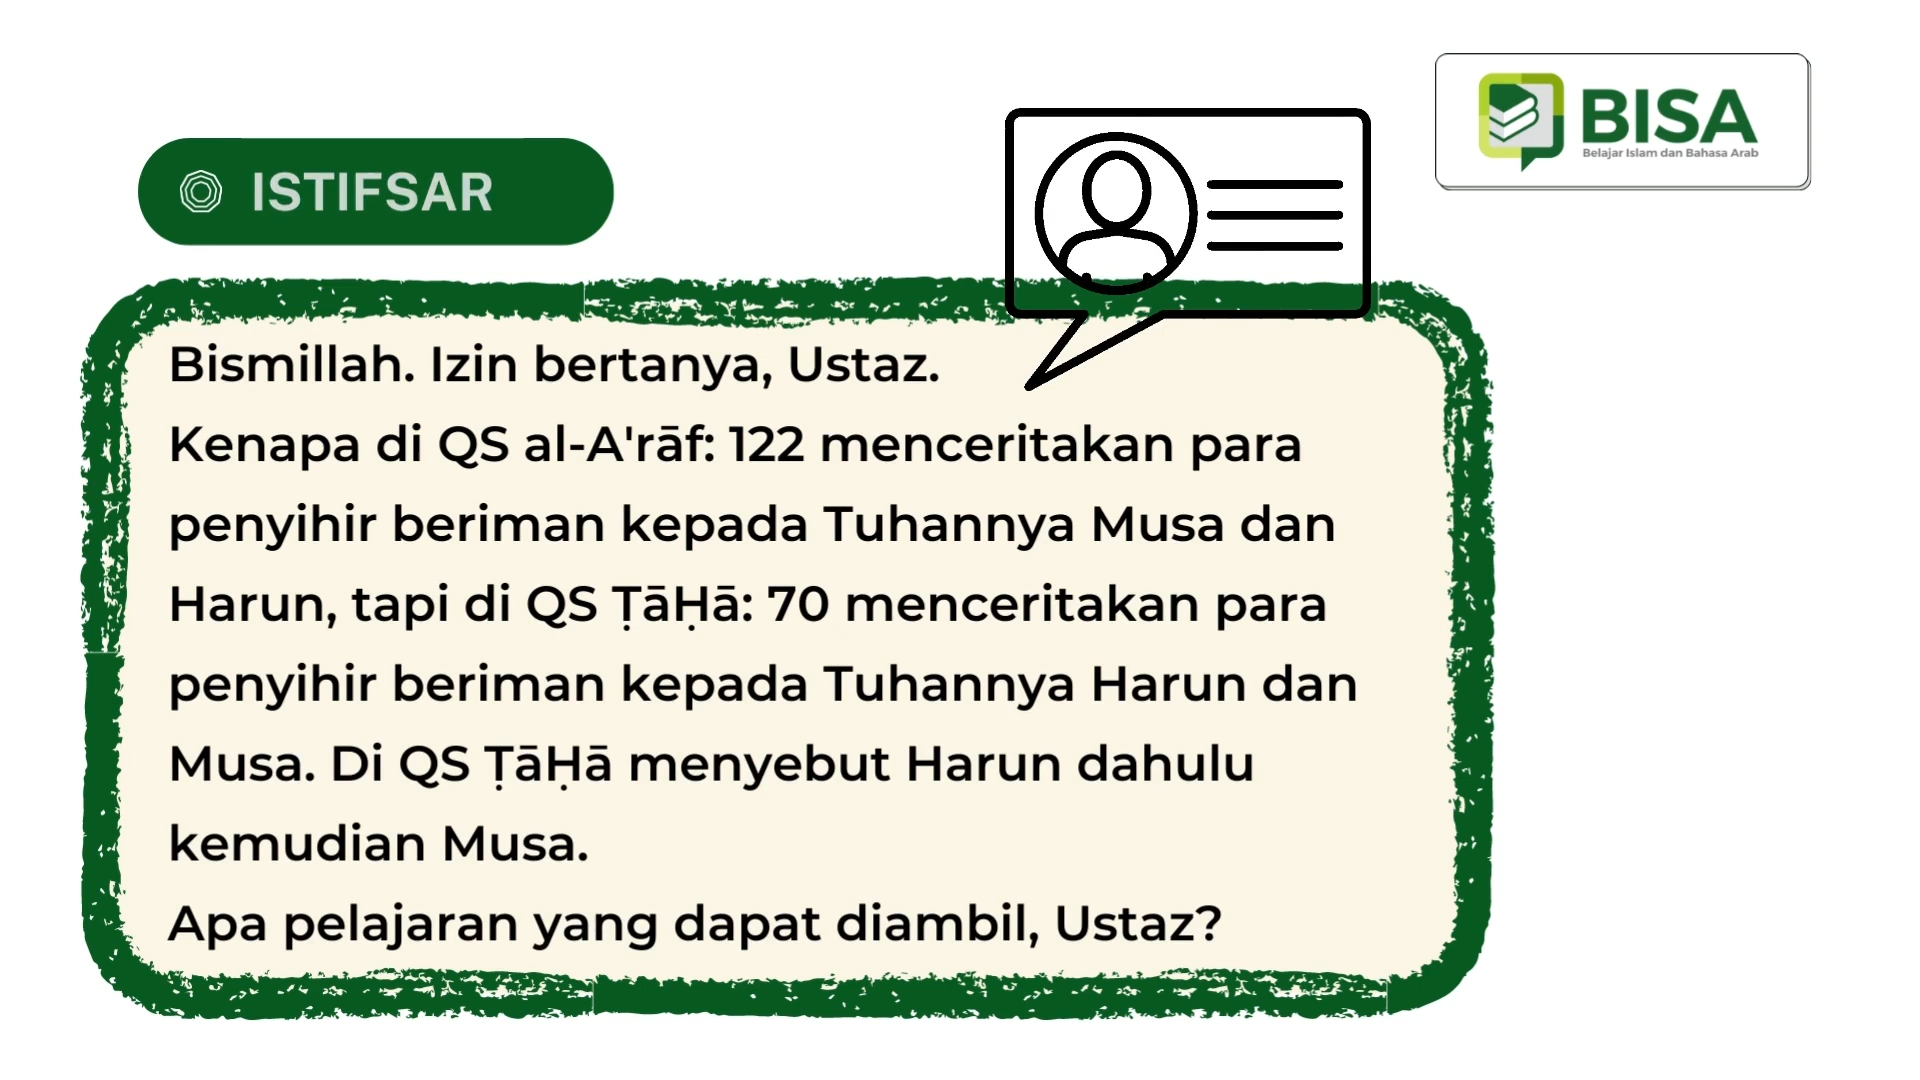 BISA
Belajar Islam dan Bahasa Arab
ISTIFSAR
Bismillah. Izin bertanya, Ustaz.
Kenapa di QS al-A'rāf: 122 menceritakan para
penyihir beriman kepada Tuhannya Musa dan
Harun, tapi di QS ṬāḤā: 70 menceritakan para
penyihir beriman kepada Tuhannya Harun dan
Musa. Di QS ṬāḤā menyebut Harun dahulu
kemudian Musa.
Apa pelajaran yang dapat diambil, Ustaz?